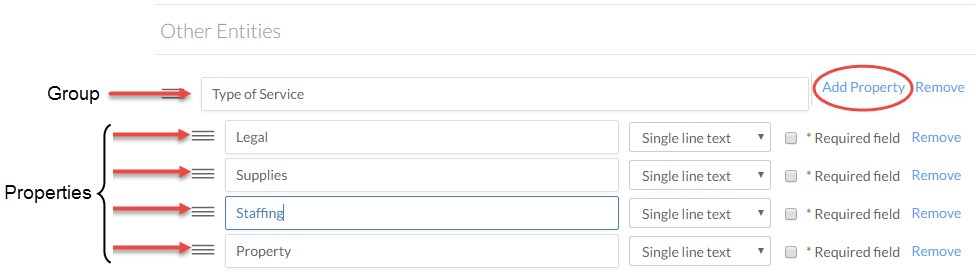 Other Entities
Group Type of Service Add Property Remove
Legal Single line text * Required field Remove
Supplies Single line text * Required field Remove
Properties
Staffing Single line text * Required field Remove
Property Single line text * Required field Remove